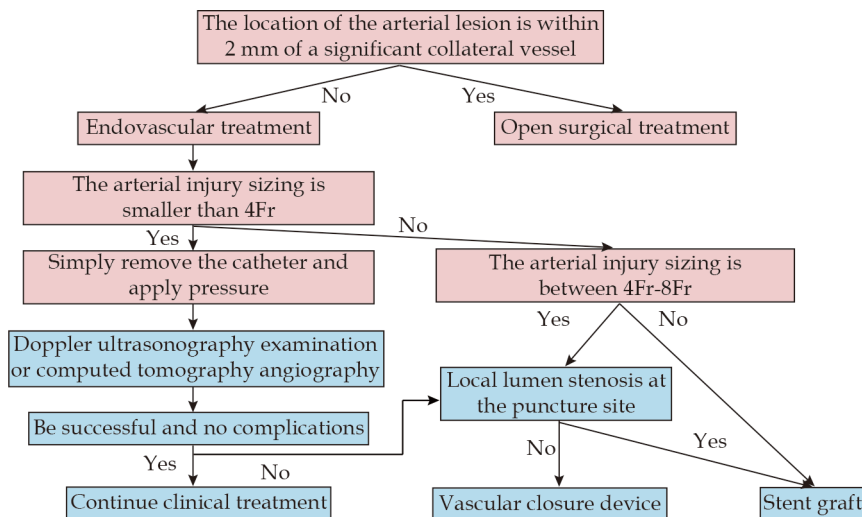 The location of the arterial lesion is within
2 mm of a significant collateral vessel
No
Yes
Endovascular treatment
Open surgical treatment
The arterial injury sizing is
smaller than 4Fr
Yes
No
Simply remove the catheter and
apply pressure
The arterial injury sizing is
between 4Fr-8Fr
Yes
No
Doppler ultrasonography examination
or computed tomography angiography
Local lumen stenosis at
the puncture site
Be successful and no complications
Yes
No
No
Yes
Continue clinical treatment
Vascular closure device
Stent graft